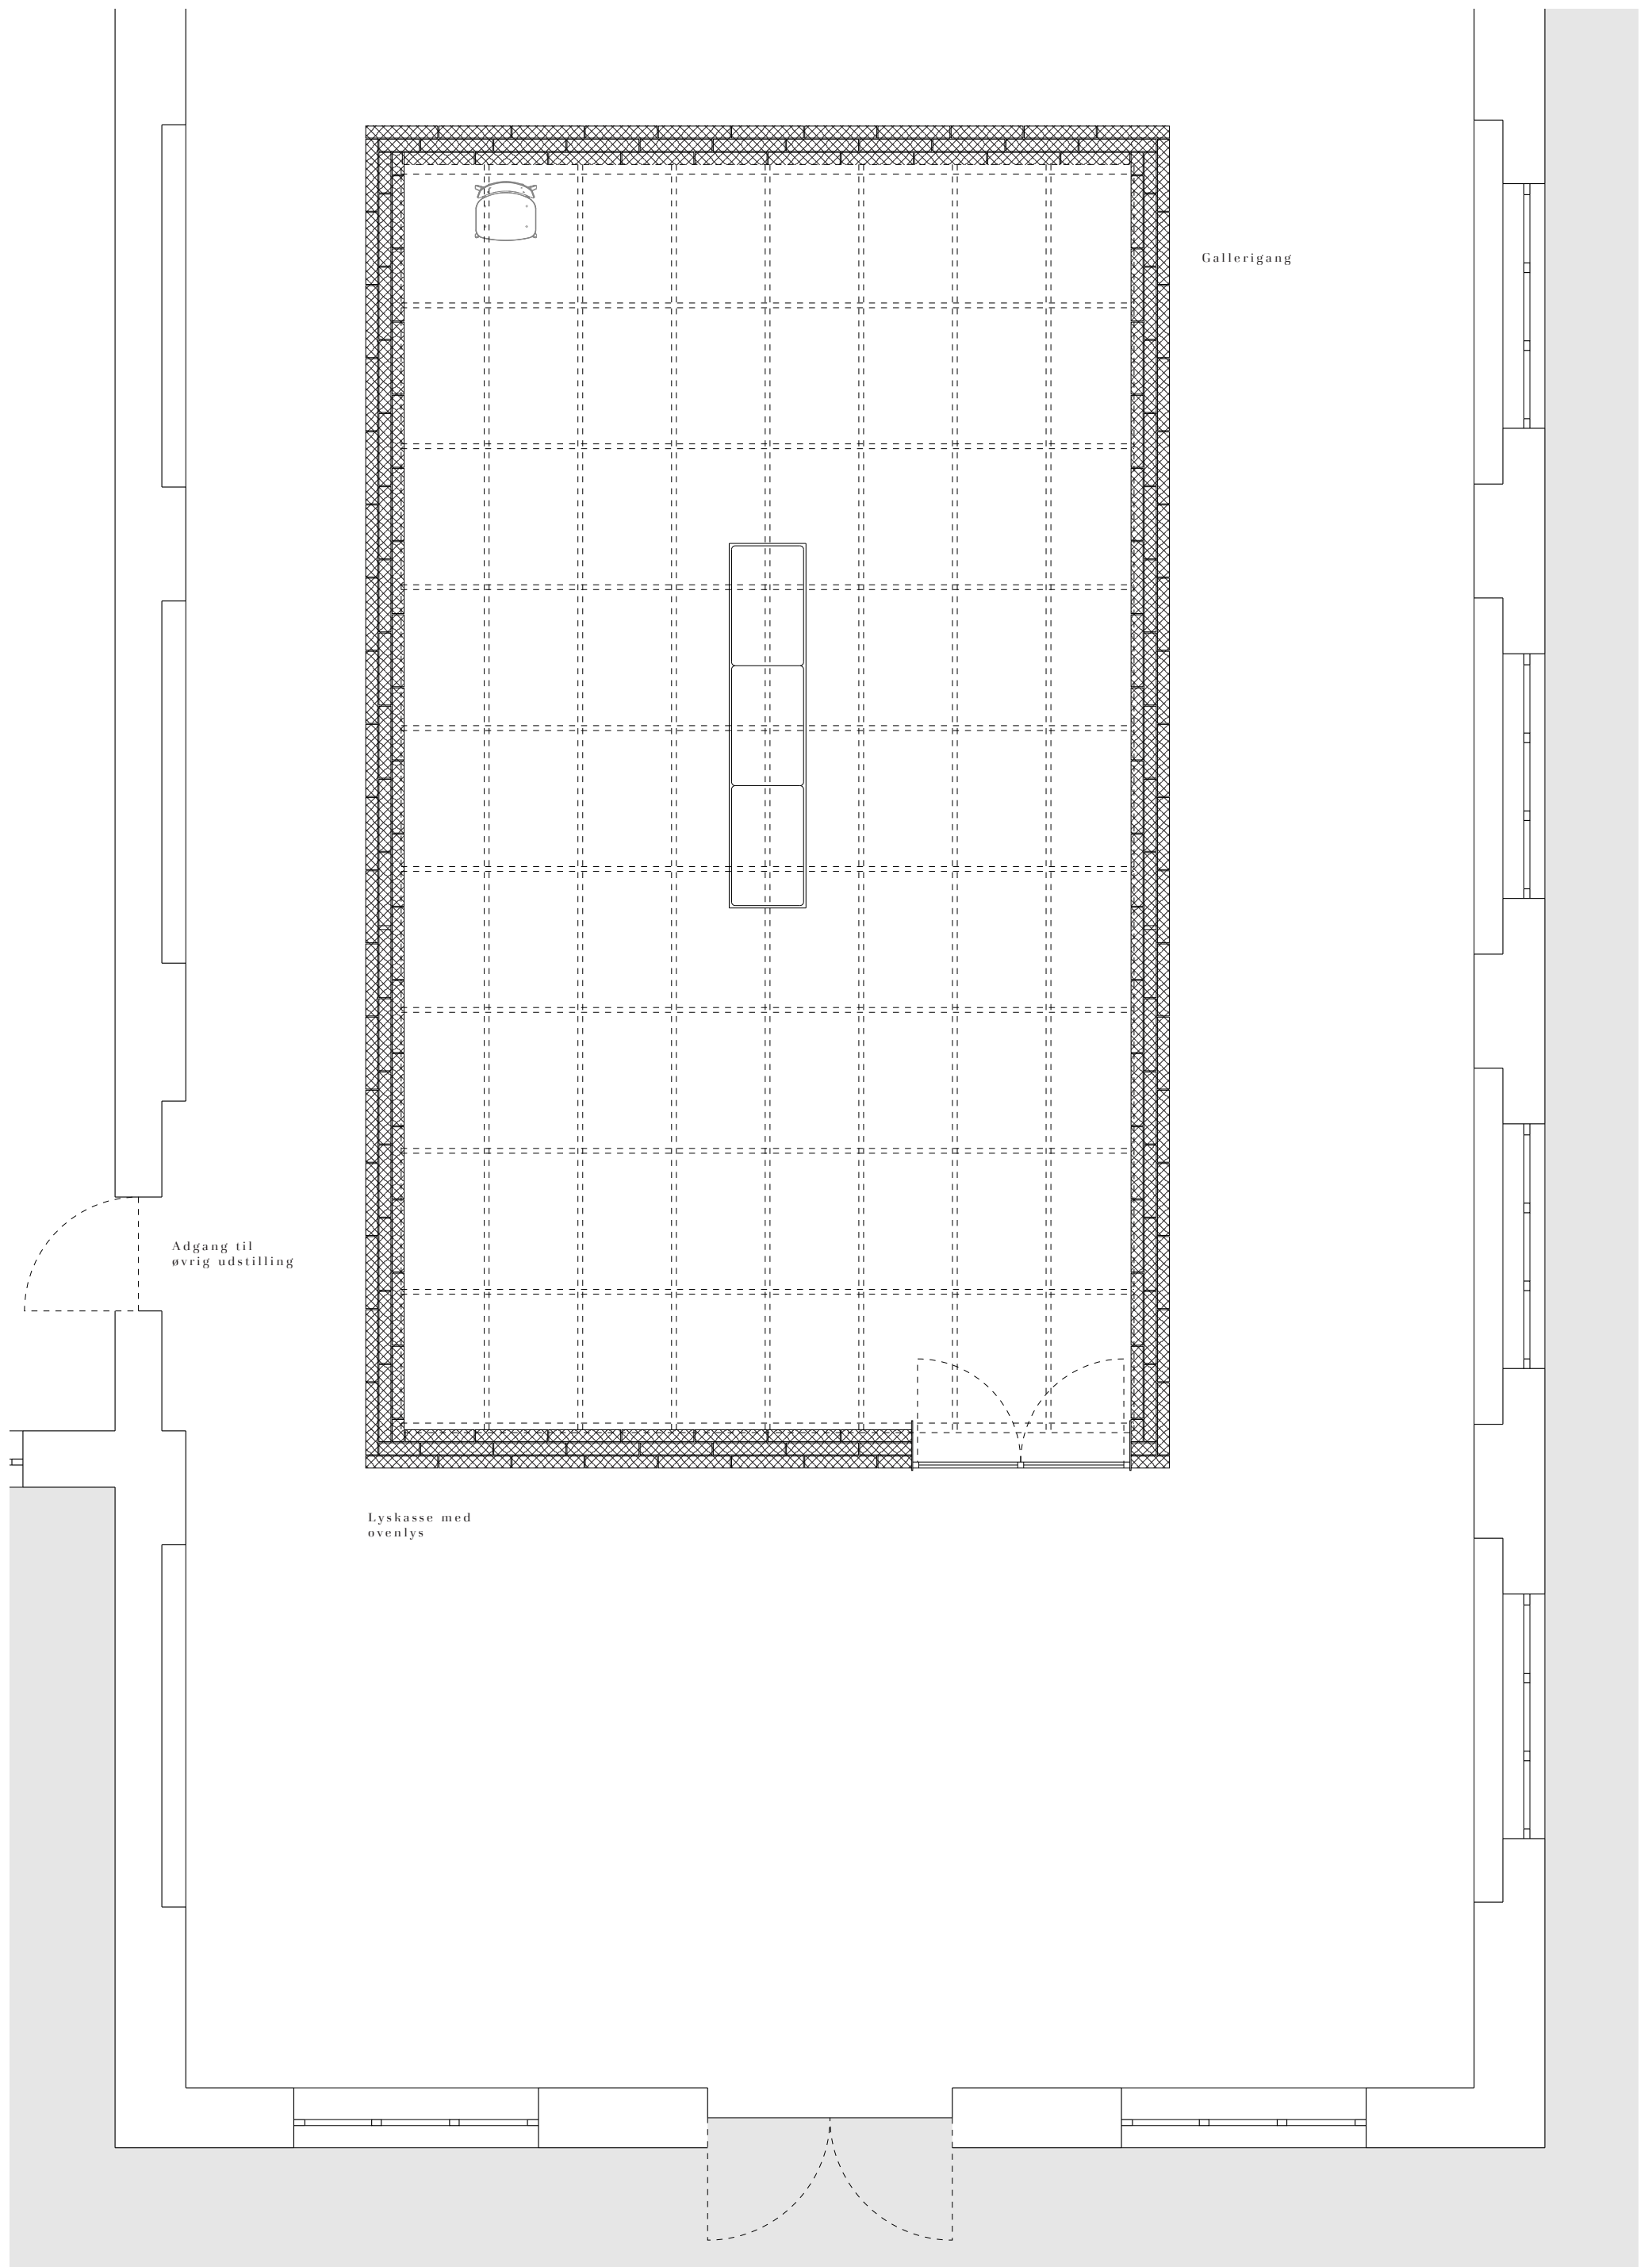 Gallerigang
Adgang til
øvrig udstilling
Lyskasse med
ovenlys